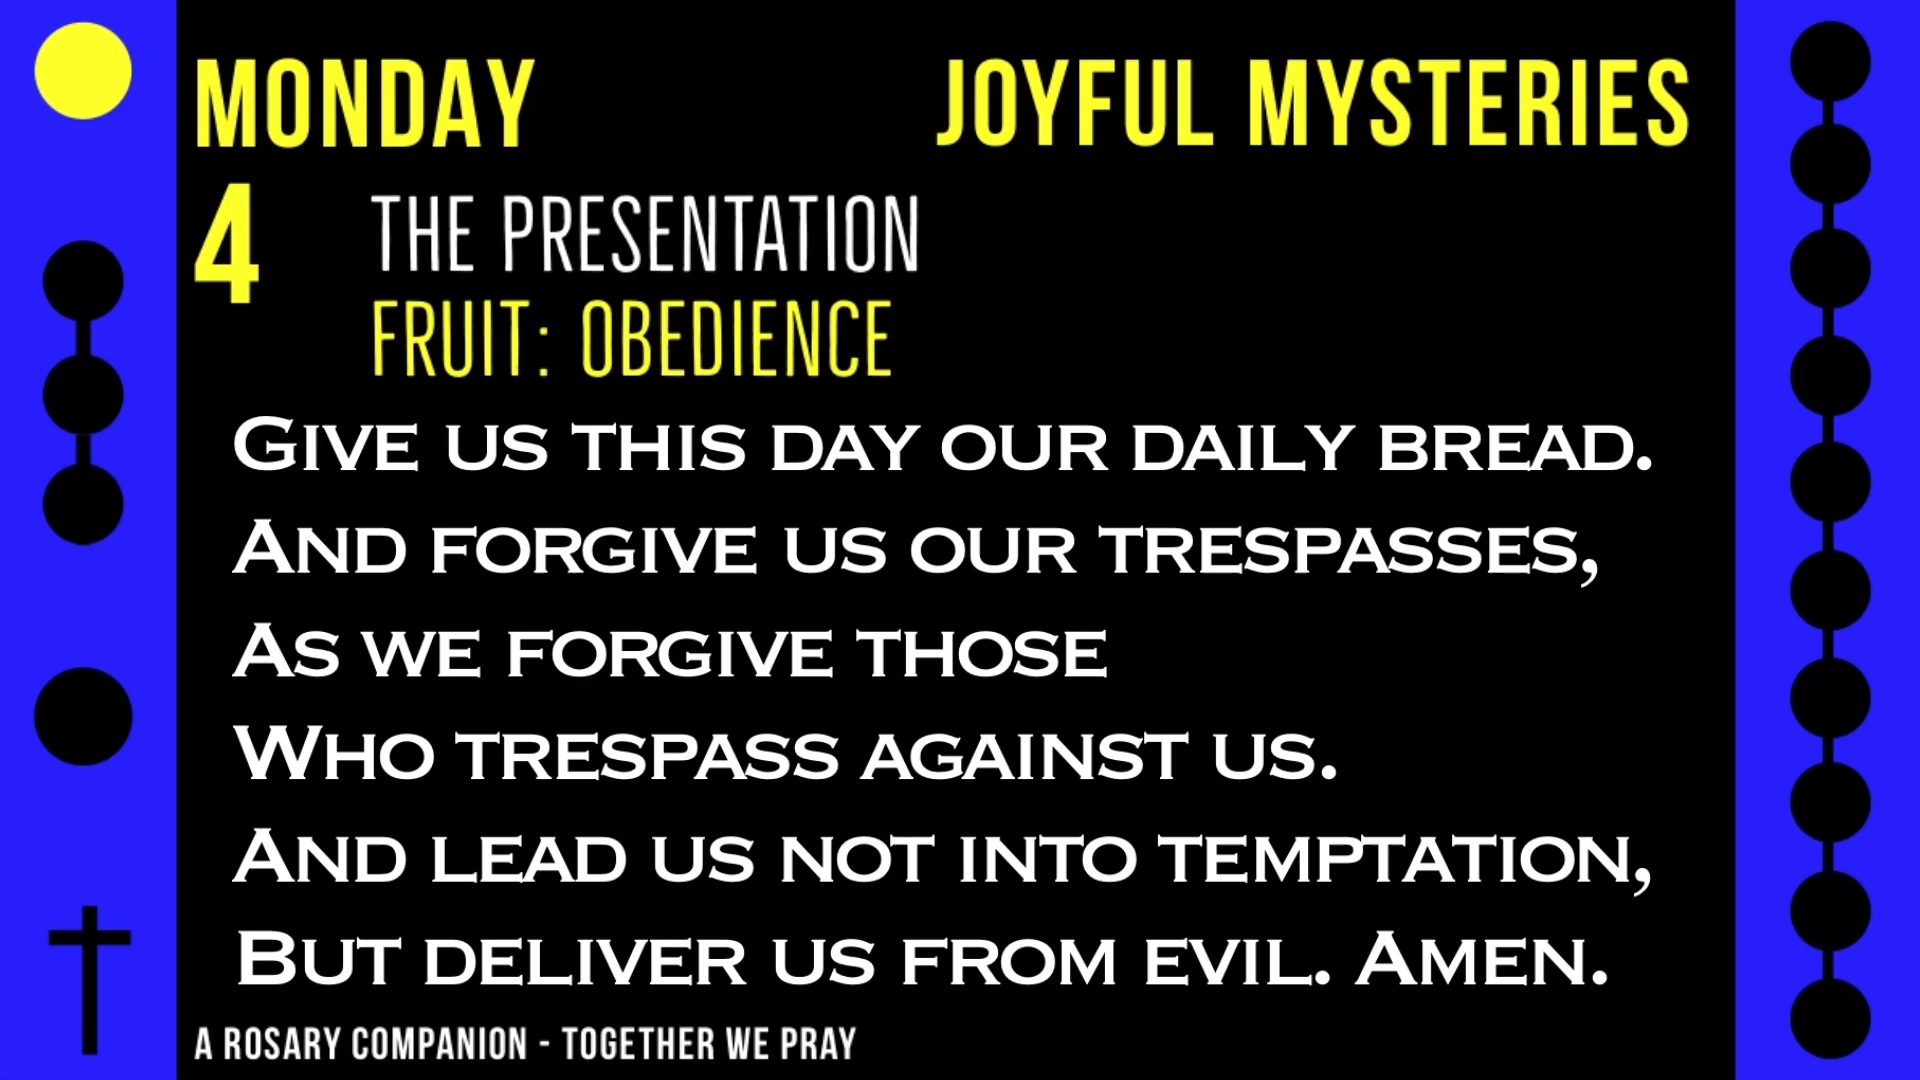 MONDAY JOYFUL MYSTERIES
4 THE PRESENTATION
FRUIT: OBEDIENCE
GIVE US THIS DAY OUR DAILY BREAD.
AND FORGIVE US OUR TRESPASSES,
AS WE FORGIVE THOSE
WHO TRESPASS AGAINST US.
AND LEAD US NOT INTO TEMPTATION,
BUT DELIVER US FROM EVIL. AMEN.
A ROSARY COMPANION - TOGETHER WE PRAY